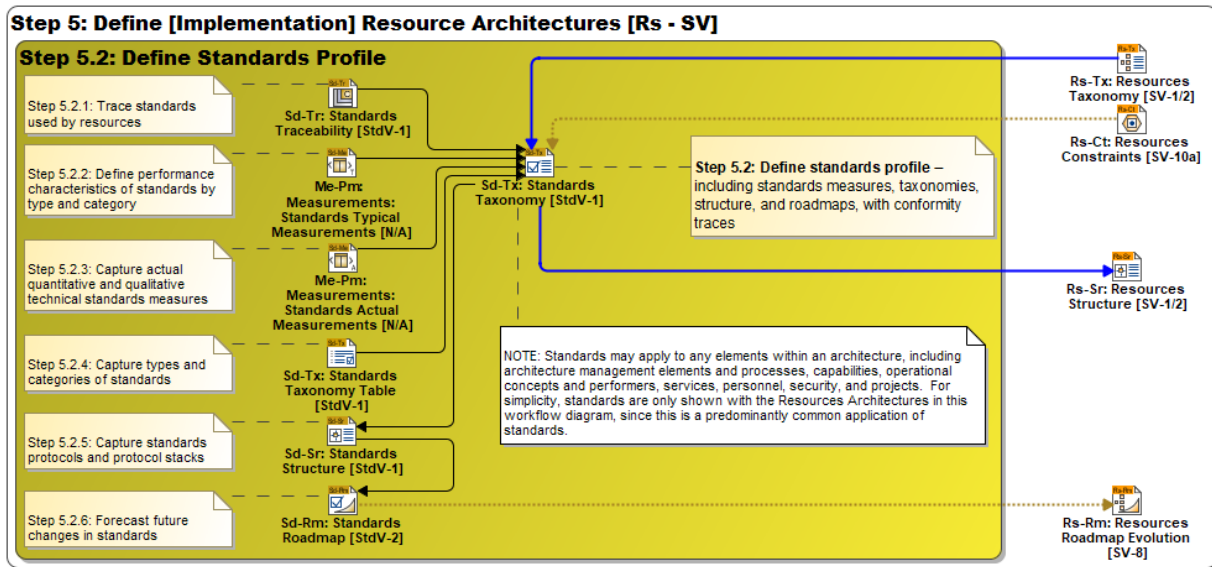 Step 5: Define [Implementation] Resource Architectures [Rs - SV]
Step 5.2: Define Standards Profile
Step 5.2.1: Trace standards
used by resources
Sd-Tr
Sd-Tr: Standards
Traceability [StdV-1]
Step 5.2.2: Define performance
characteristics of standards by
type and category
Sd-Me
Me-Pm:
Measurements:
Standards Typical
Measurements [N/A]
Step 5.2.3: Capture actual
quantitative and qualitative
technical standards measures
Sd-Me
Me-Pm:
Measurements:
Standards Actual
Measurements [N/A]
Step 5.2.4: Capture types and
categories of standards
Sd-Tx
Sd-Tx: Standards
Taxonomy Table
[StdV-1]
Step 5.2.5: Capture standards
protocols and protocol stacks
Sd-Sr
Sd-Sr: Standards
Structure [StdV-1]
Step 5.2.6: Forecast future
changes in standards
Sd-Rm
Sd-Rm: Standards
Roadmap [StdV-2]
Sd-Tx
Sd-Tx: Standards
Taxonomy [StdV-1]
Step 5.2: Define standards profile –
including standards measures, taxonomies,
structure, and roadmaps, with conformity
traces
NOTE: Standards may apply to any elements within an architecture, including
architecture management elements and processes, capabilities, operational
concepts and performers, services, personnel, security, and projects. For
simplicity, standards are only shown with the Resources Architectures in this
workflow diagram, since this is a predominantly common application of
standards.
Rs-Tx
Rs-Tx: Resources
Taxonomy [SV-1/2]
Rs-Ct
Rs-Ct: Resources
Constraints [SV-10a]
Rs-Sr
Rs-Sr: Resources
Structure [SV-1/2]
Rs-Rm
Rs-Rm: Resources
Roadmap Evolution
[SV-8]